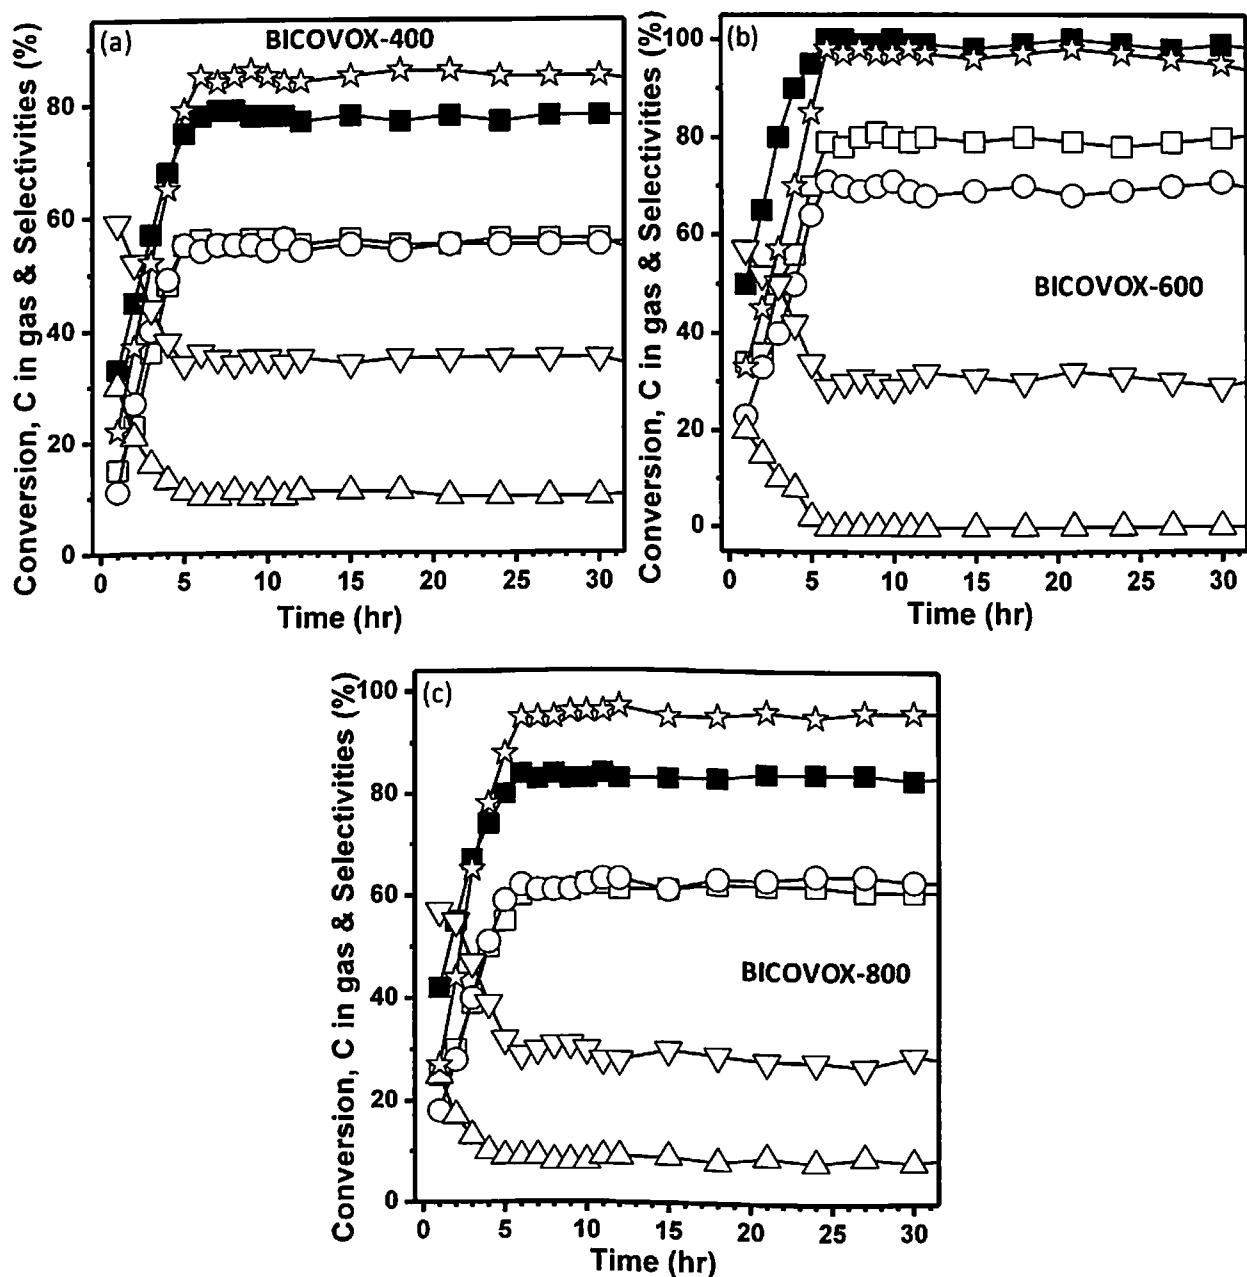 (a)
BICOVOX-400
Conversion, C in gas & Selectivities (%)
80
60
40
20
0
0 5 10 15 20 25 30
Time (hr)
(b)
BICOVOX-600
Conversion, C in gas & Selectivities (%)
100
80
60
40
20
0
0 5 10 15 20 25 30
Time (hr)
(c)
BICOVOX-800
Conversion, C in gas & Selectivities (%)
100
80
60
40
20
0
0 5 10 15 20 25 30
Time (hr)